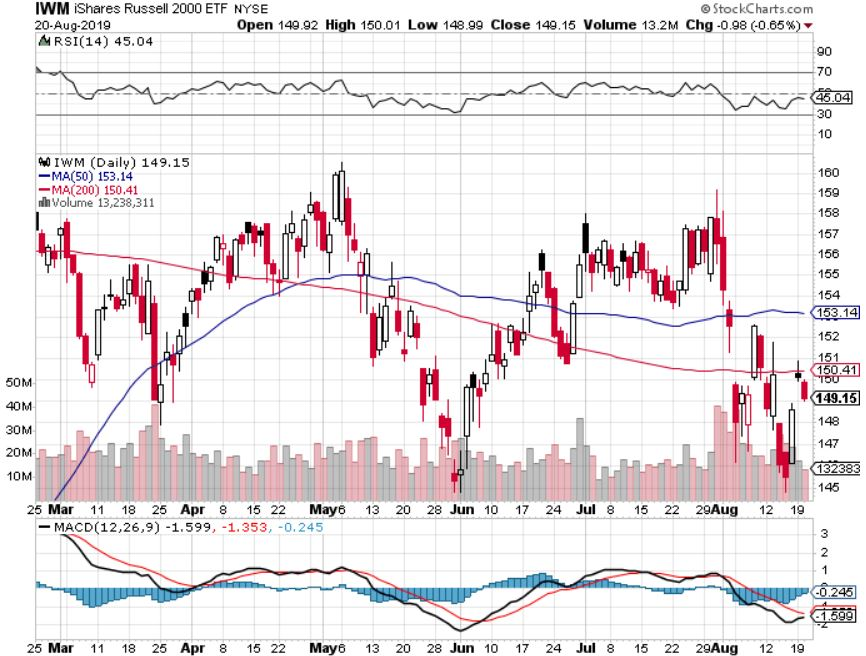 IWM iShares Russell 2000 ETF NYSE © StockCharts.com
20-Aug-2019 Open 149.92 High 150.01 Low 148.99 Close 149.15 Volume 13.2M Chg -0.98 (-0.65%)
RSI(14) 45.04
90
70
45.04
30
10
IWM (Daily) 149.15
MA(50) 153.14
MA(200) 150.41
Volume 13,238,311
160
159
158
157
156
155
154
153.14
152
151
150.41
150
149.15
148
147
132383
145
50M
40M
30M
20M
10M
25 Mar 11 18 25 Apr 8 15 22 May 6 13 20 28 Jun 10 17 24 Jul 8 15 22 29 Aug 12 19
MACD(12,26,9) -1.599, -1.353, -0.245
3
2
1
0
-0.245
-1.599
-2
25 Mar 11 18 25 Apr 8 15 22 May 6 13 20 28 Jun 10 17 24 Jul 8 15 22 29 Aug 12 19